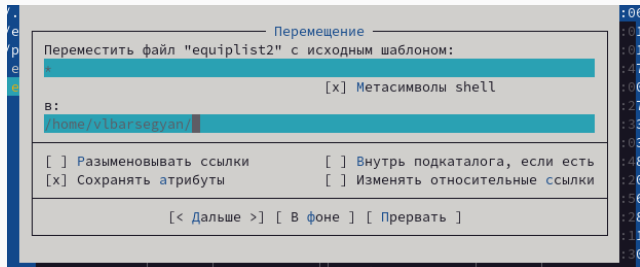 Перемещение
Переместить файл "equiplist2" с исходным шаблоном:
*
[x] Метасимволы shell
в:
/home/vlbarsegyan/
[ ] Разыменовывать ссылки [ ] Внутрь подкаталога, если есть
[x] Сохранять атрибуты [ ] Изменять относительные ссылки
[< Дальше >] [ В фоне ] [ Прервать ]